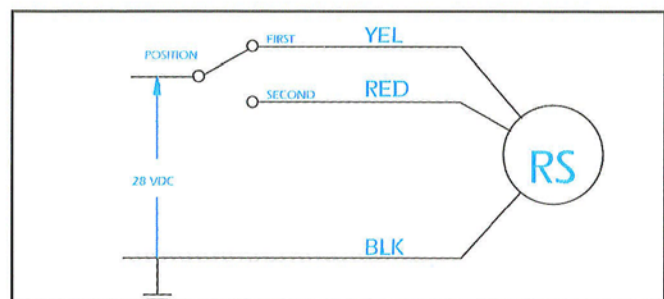 FIRST
YEL
POSITION
SECOND
RED
RS
28 VDC
BLK